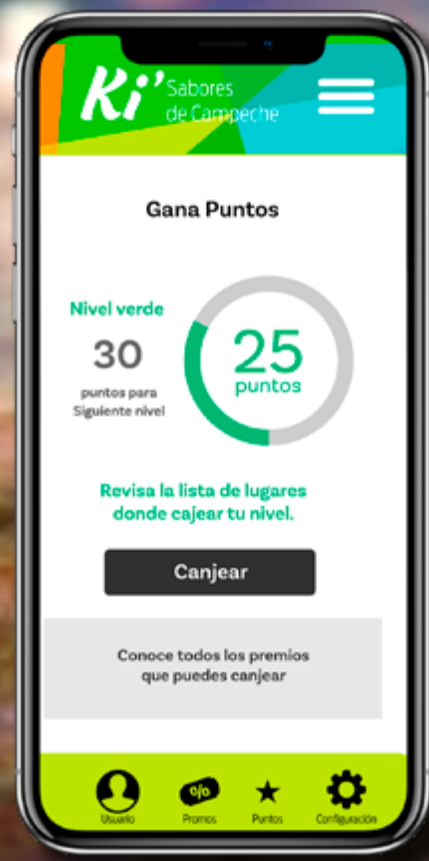 Ki' Sabores
de Campeche
Gana Puntos
Nivel verde
30
puntos para
Siguiente nivel
25
puntos
Revisa la lista de lugares
donde cajear tu nivel.
Canjear
Conoce todos los premios
que puedes canjear
%
Usuario
Promos
Puntos
Configuración